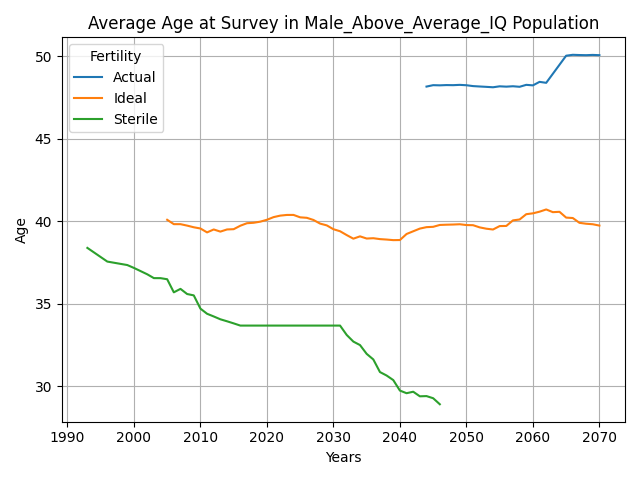 Average Age at Survey in Male_Above_Average_IQ Population
Fertility
Actual
Ideal
Sterile
Age
50
45
40
35
30
1990 2000 2010 2020 2030 2040 2050 2060 2070
Years